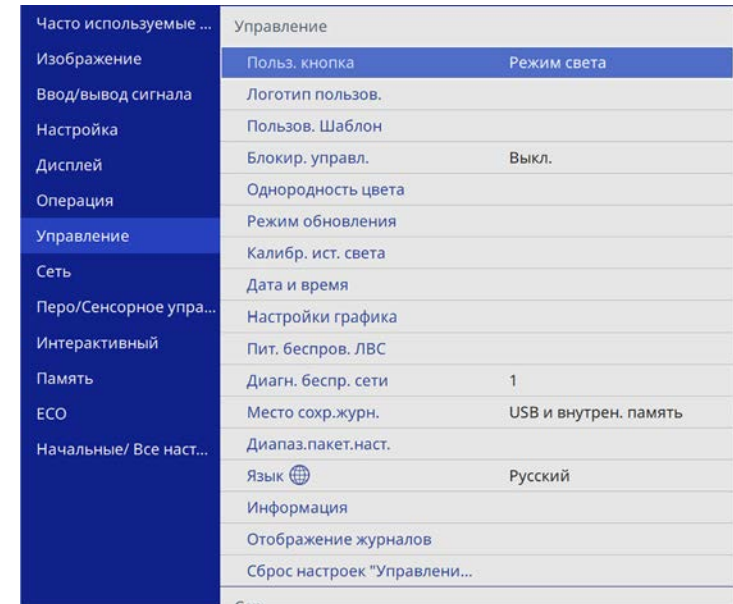 Часто используемые ...
Изображение
Ввод/вывод сигнала
Настройка
Дисплей
Операция
Управление
Сеть
Перо/Сенсорное упра...
Интерактивный
Память
ECO
Начальные/ Все наст...
Управление
Польз. кнопка Режим света
Логотип пользов.
Пользов. Шаблон
Блокир. управл. Выкл.
Однородность цвета
Режим обновления
Калибр. ист. света
Дата и время
Настройки графика
Пит. беспров. ЛВС
Диагн. беспр. сети 1
Место сохр.журн. USB и внутрен. память
Диапаз.пакет.наст.
Язык Русский
Информация
Отображение журналов
Сброс настроек "Управлени...